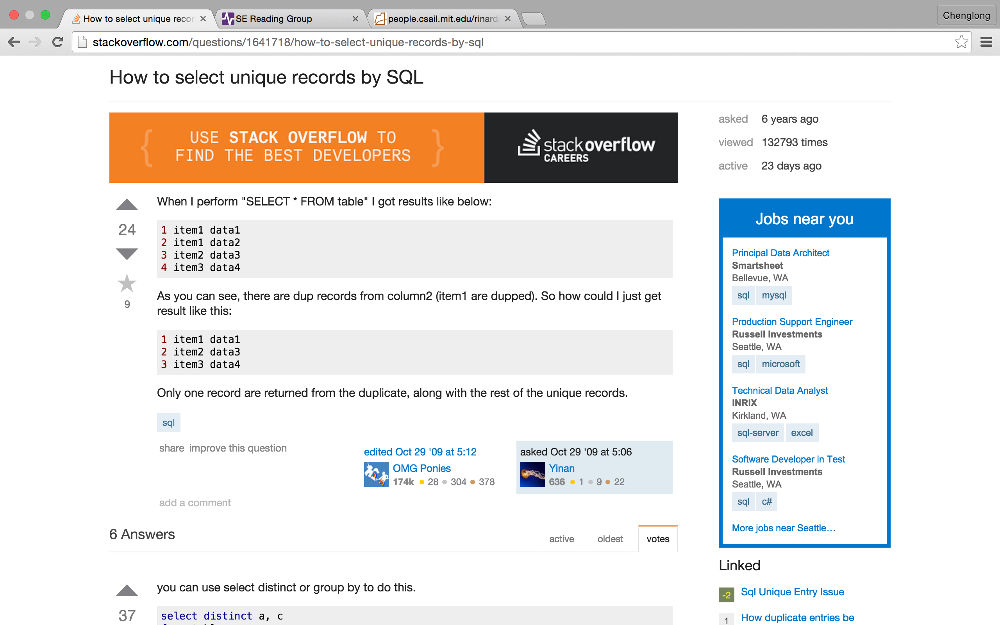 How to select unique recor
SE Reading Group
people.csail.mit.edu/rinard/
Chenglong
stackoverflow.com/questions/1641718/how-to-select-unique-records-by-sql
How to select unique records by SQL
{ USE STACK OVERFLOW TO
FIND THE BEST DEVELOPERS }
stackoverflow
CAREERS
asked 6 years ago
viewed 132793 times
active 23 days ago
24
9
When I perform "SELECT * FROM table" I got results like below:
1 item1 data1
2 item1 data2
3 item2 data3
4 item3 data4
As you can see, there are dup records from column2 (item1 are dupped). So how could I just get
result like this:
1 item1 data1
2 item2 data3
3 item3 data4
Only one record are returned from the duplicate, along with the rest of the unique records.
sql
share improve this question
edited Oct 29 '09 at 5:12
OMG Ponies
174k 28 304 378
asked Oct 29 '09 at 5:06
Yinan
636 1 9 22
add a comment
6 Answers
active oldest votes
37
you can use select distinct or group by to do this.
select distinct a, c
Jobs near you
Principal Data Architect
Smartsheet
Bellevue, WA
sql mysql
Production Support Engineer
Russell Investments
Seattle, WA
sql microsoft
Technical Data Analyst
INRIX
Kirkland, WA
sql-server excel
Software Developer in Test
Russell Investments
Seattle, WA
sql c#
More jobs near Seattle…
Linked
-2 Sql Unique Entry Issue
1 How duplicate entries be